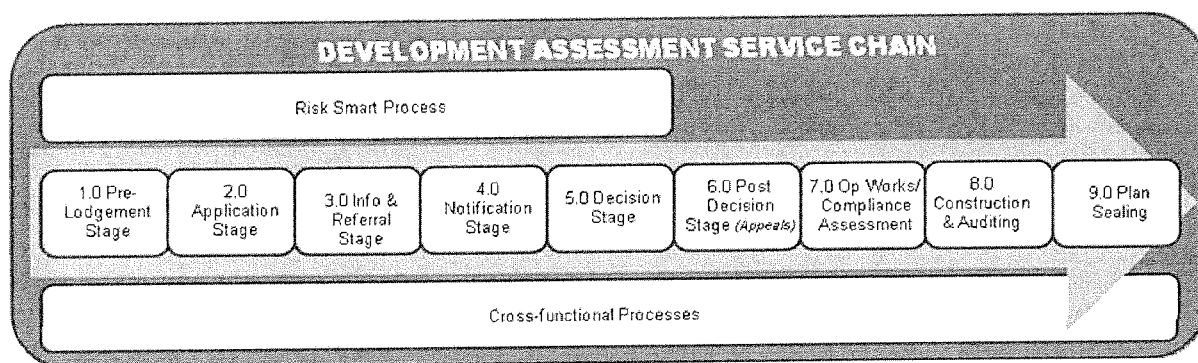 DEVELOPMENT ASSESSMENT SERVICE CHAIN
Risk Smart Process
1.0 Pre-
Lodgement
Stage
2.0
Application
Stage
3.0 Info &
Referral
Stage
4.0
Notification
Stage
5.0 Decision
Stage
6.0 Post
Decision
Stage (Appeals)
7.0 Op Works/
Compliance
Assessment
8.0
Construction
& Auditing
9.0 Plan
Sealing
Cross-functional Processes